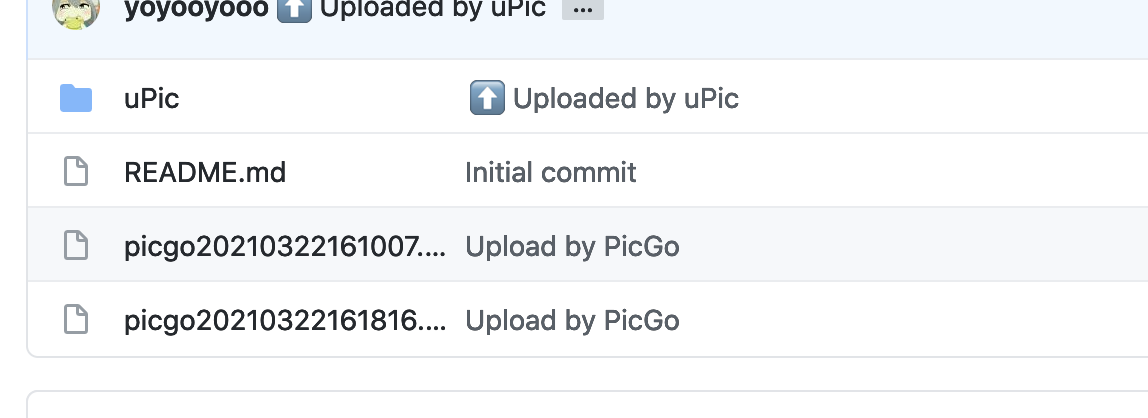 yoyooyooo ⬆️ Uploaded by uPic ...
uPic ⬆️ Uploaded by uPic
README.md Initial commit
picgo20210322161007.... Upload by PicGo
picgo20210322161816.... Upload by PicGo